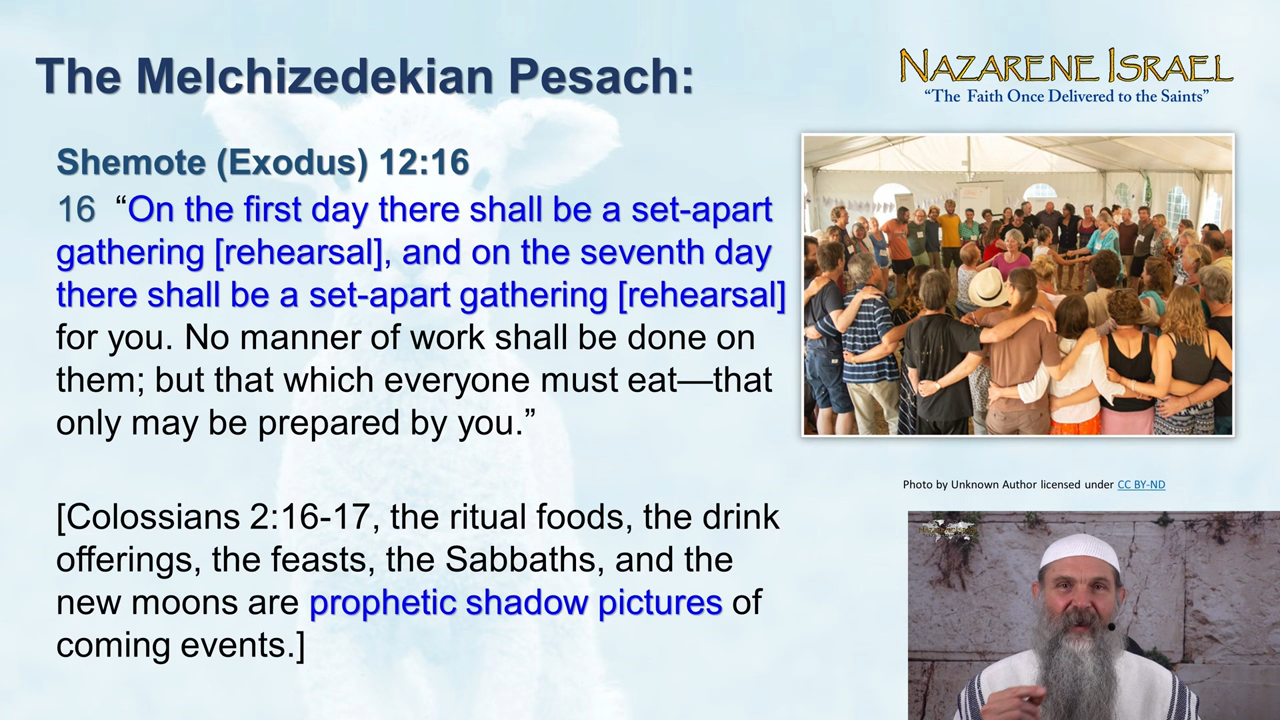 The Melchizedekian Pesach:
NAZARENE ISRAEL
“The Faith Once Delivered to the Saints”
Shemote (Exodus) 12:16
16 “On the first day there shall be a set-apart
gathering [rehearsal], and on the seventh day
there shall be a set-apart gathering [rehearsal]
for you. No manner of work shall be done on
them; but that which everyone must eat—that
only may be prepared by you.”
[Colossians 2:16-17, the ritual foods, the drink
offerings, the feasts, the Sabbaths, and the
new moons are prophetic shadow pictures of
coming events.]
Photo by Unknown Author licensed under CC BY-ND